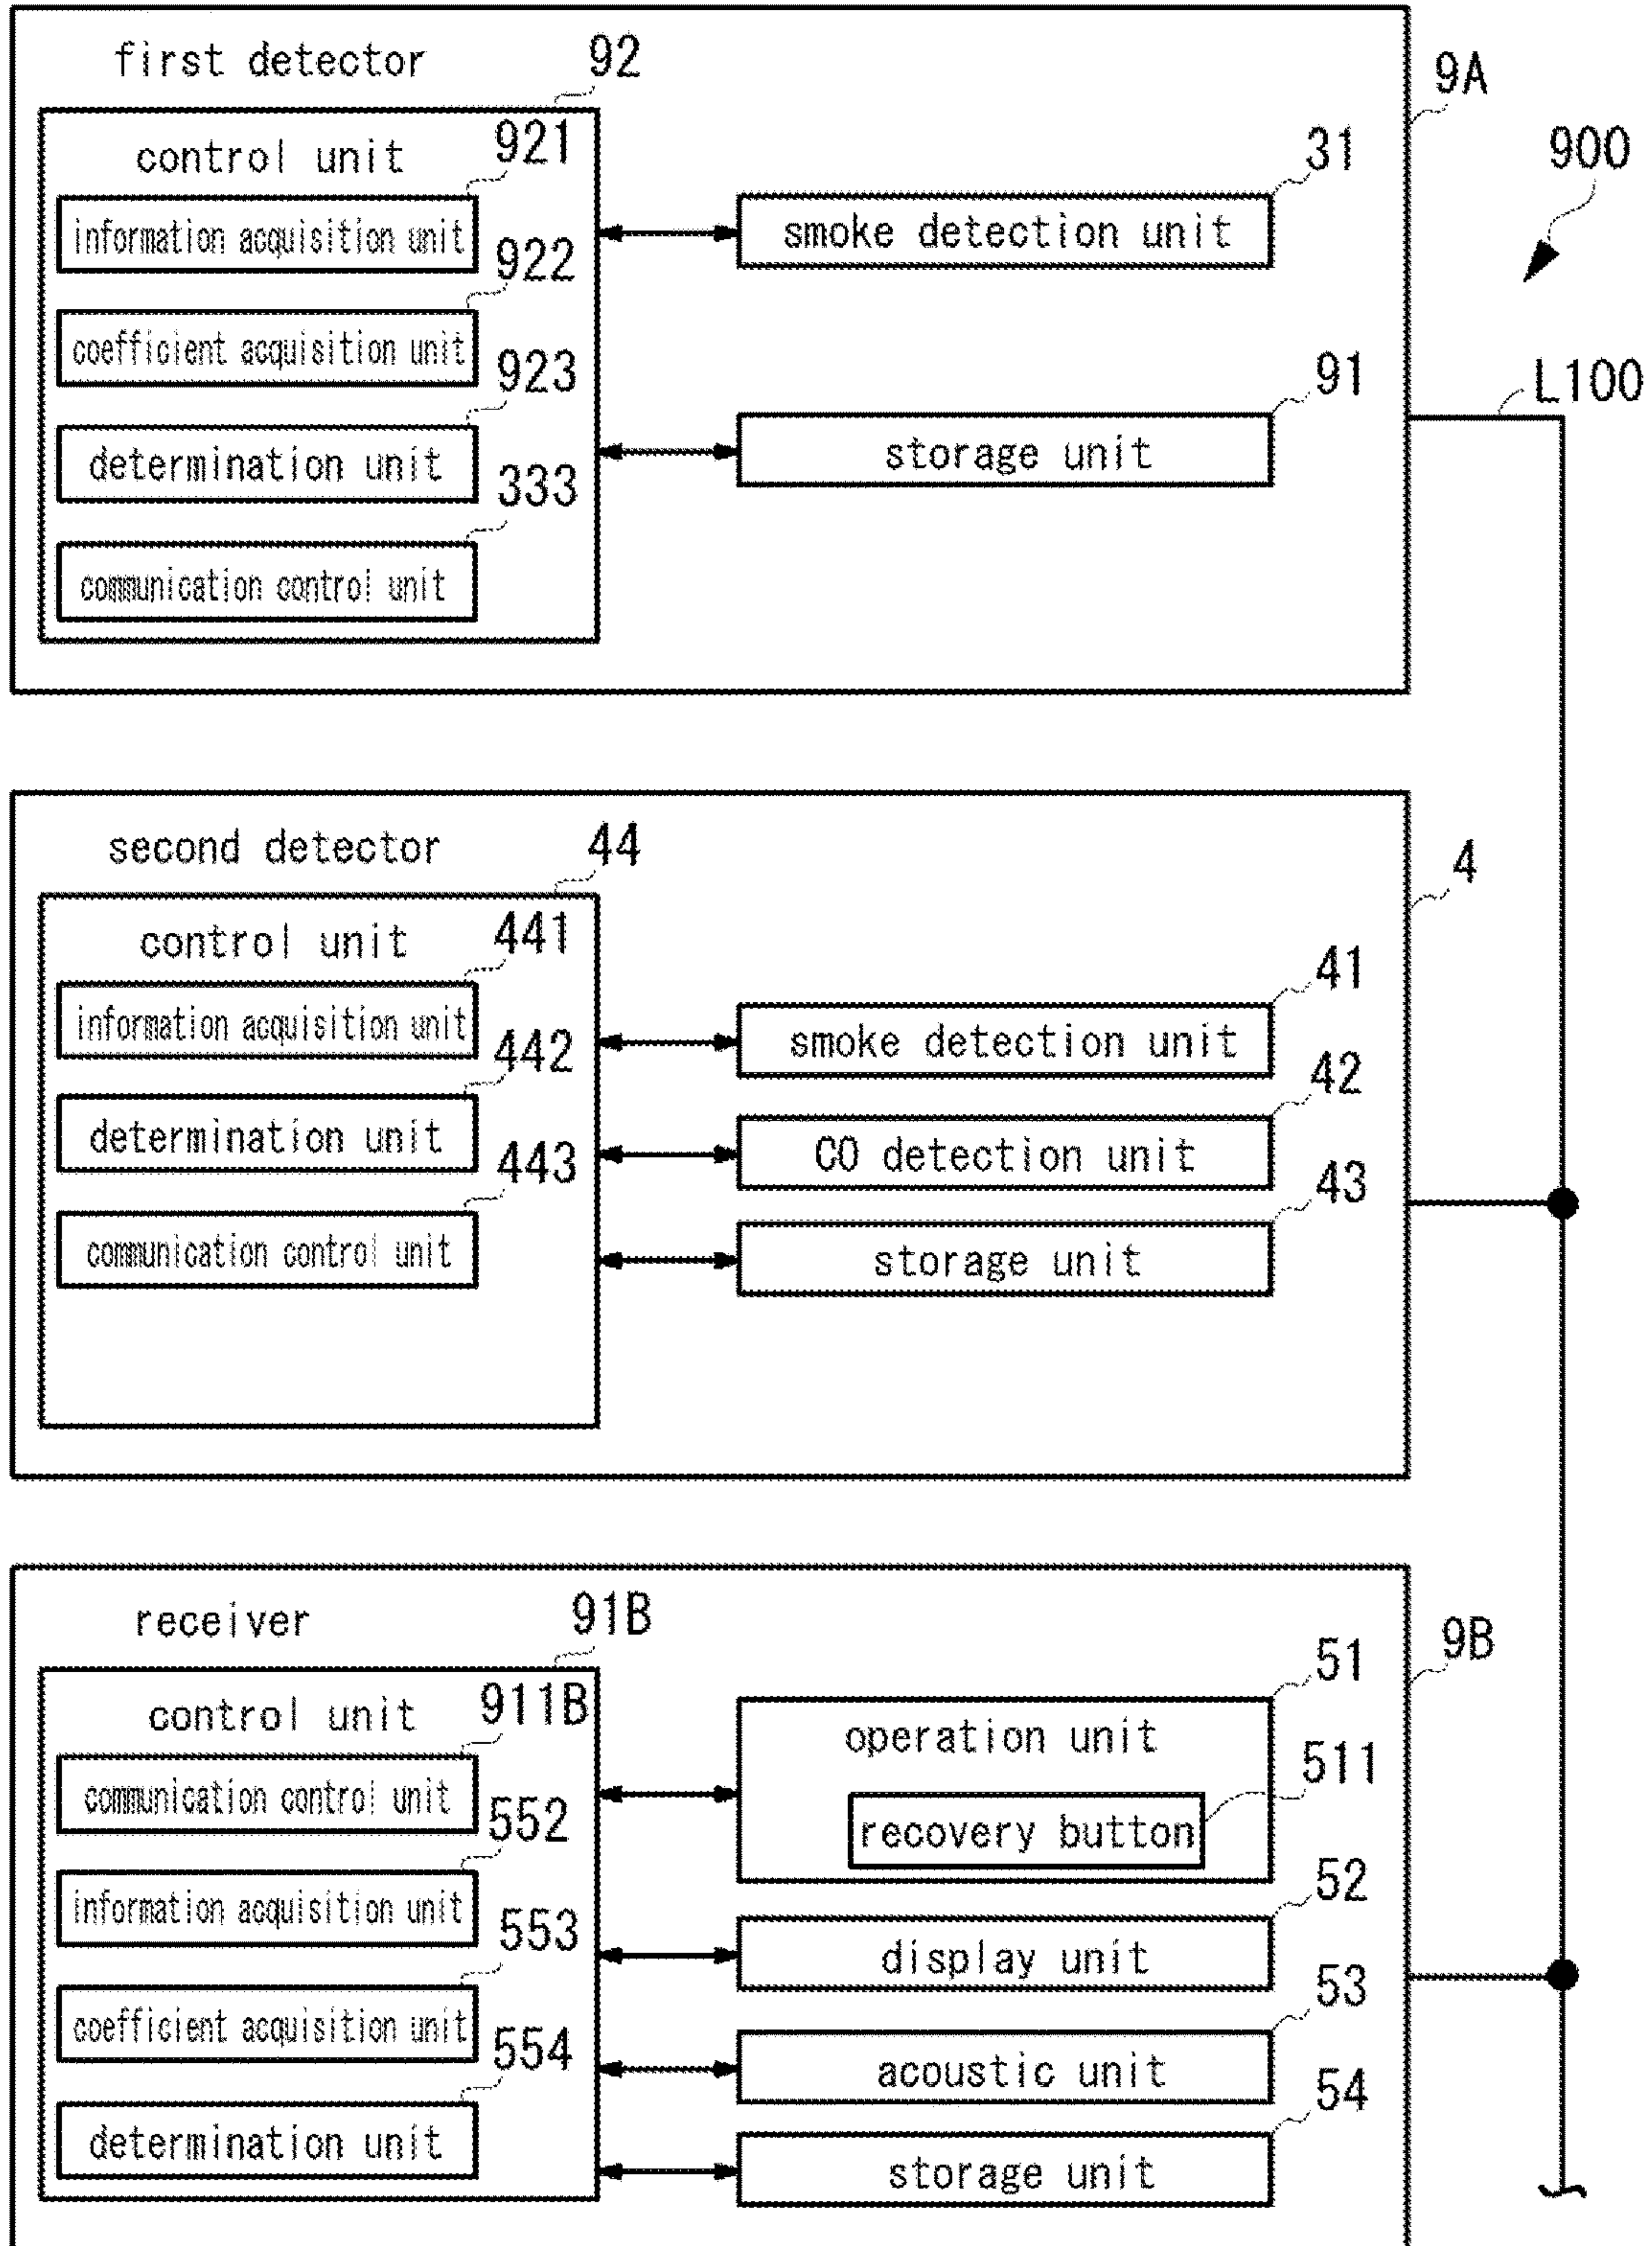 first detector
92
9A
control unit
921
31
900
information acquisition unit
smoke detection unit
922
coefficient acquisition unit
923
91
L100
determination unit
storage unit
333
communication control unit
second detector
44
4
control unit
441
41
information acquisition unit
smoke detection unit
442
42
determination unit
CO detection unit
443
43
communication control unit
storage unit
receiver
91B
9B
control unit
911B
51
operation unit
511
communication control unit
recovery button
552
52
information acquisition unit
display unit
553
53
coefficient acquisition unit
acoustic unit
554
54
determination unit
storage unit